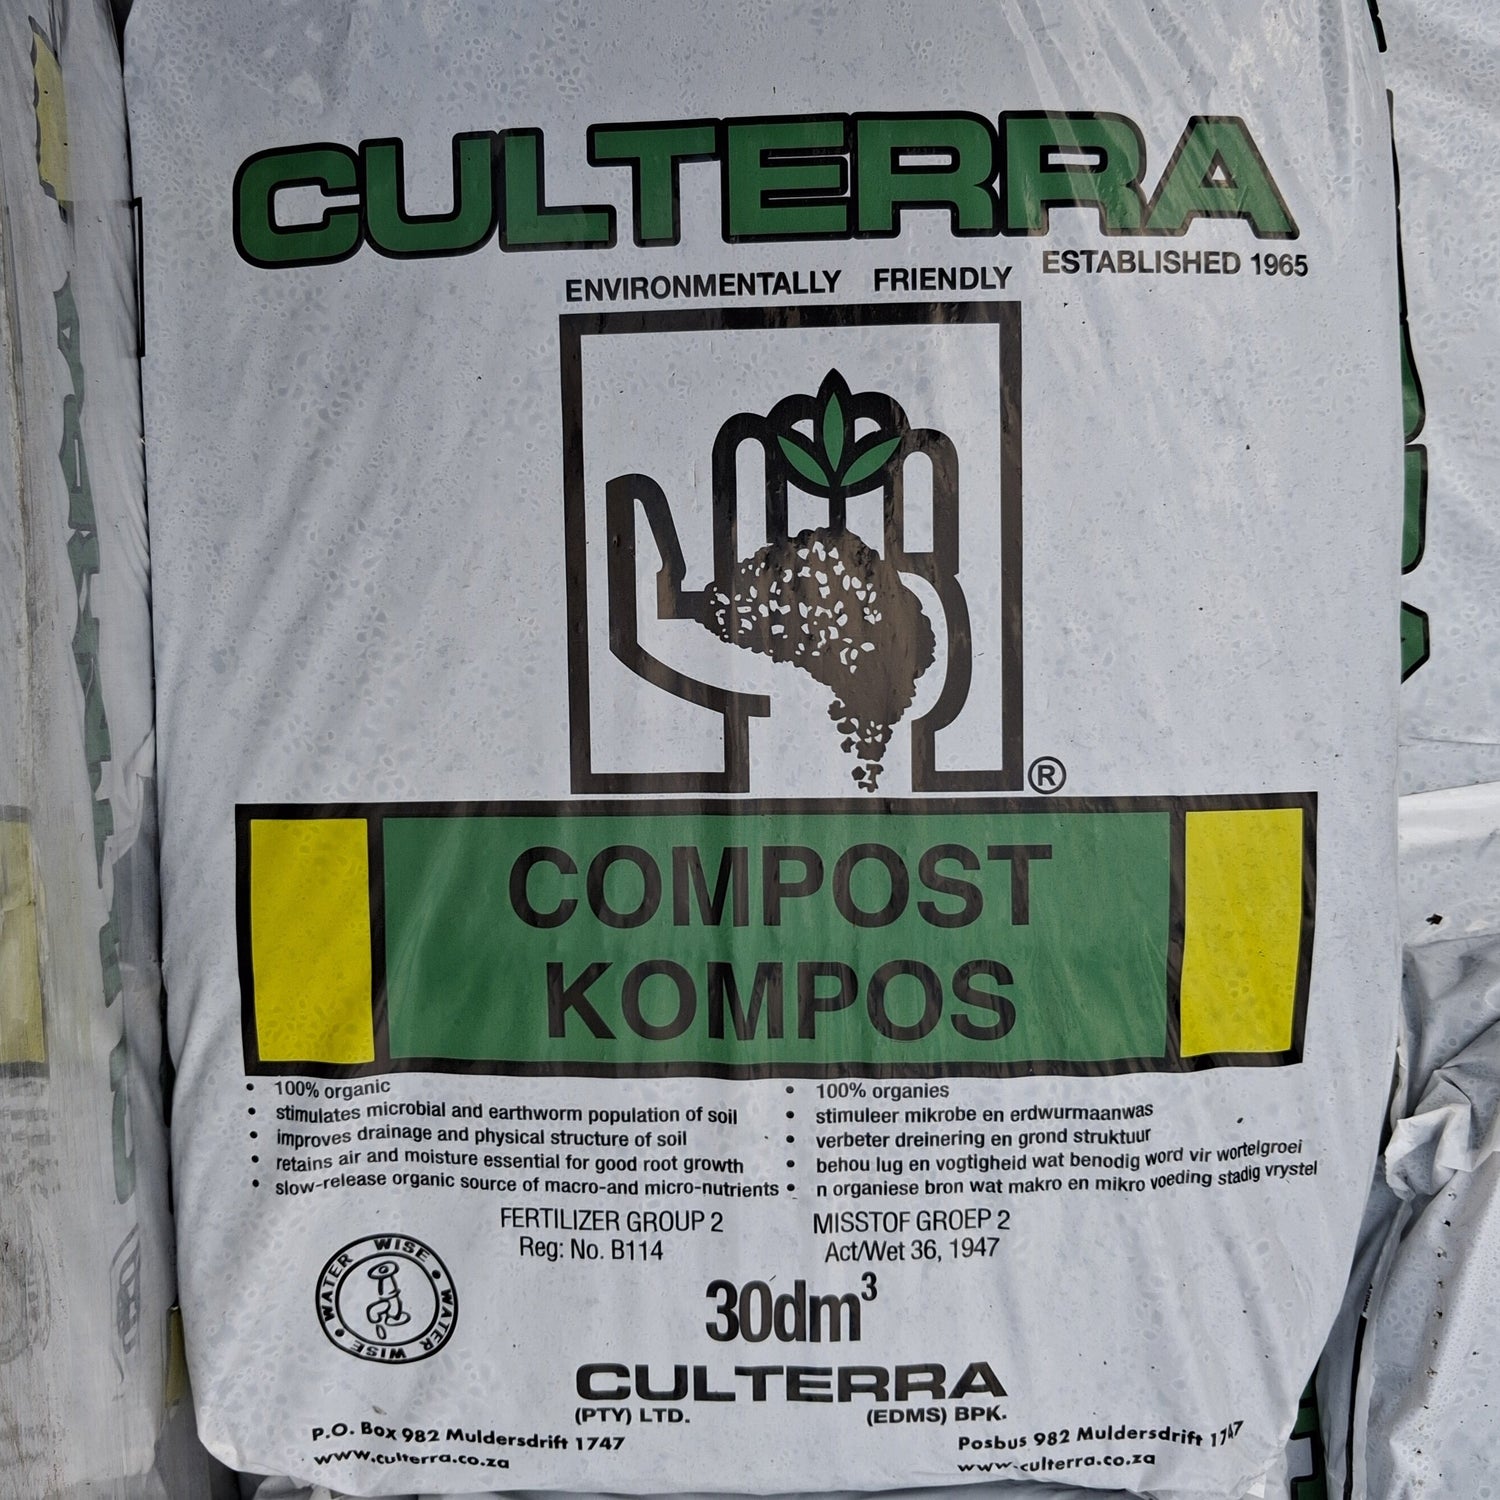 CULTERRA
ESTABLISHED 1965
ENVIRONMENTALLY FRIENDLY
®
COMPOST
KOMPOS
• 100% organic
• stimulates microbial and earthworm population of soil
• improves drainage and physical structure of soil
• retains air and moisture essential for good root growth
• slow-release organic source of macro-and micro-nutrients
• 100% organies
• stimuleer mikrobe en erdwurmaanwas
• verbeter dreinering en grond struktuur
• behou lug en vogtigheid wat benodig word vir wortelgroei
• n organiese bron wat makro en mikro voeding stadig vrystel
FERTILIZER GROUP 2
Reg: No. B114
MISSTOF GROEP 2
Act/Wet 36, 1947
WATER WISE • WATER WISE •
30dm³
CULTERRA
(PTY) LTD. (EDMS) BPK.
P.O. Box 982 Muldersdrift 1747
www.culterra.co.za
Posbus 982 Muldersdrift 1747
www.culterra.co.za